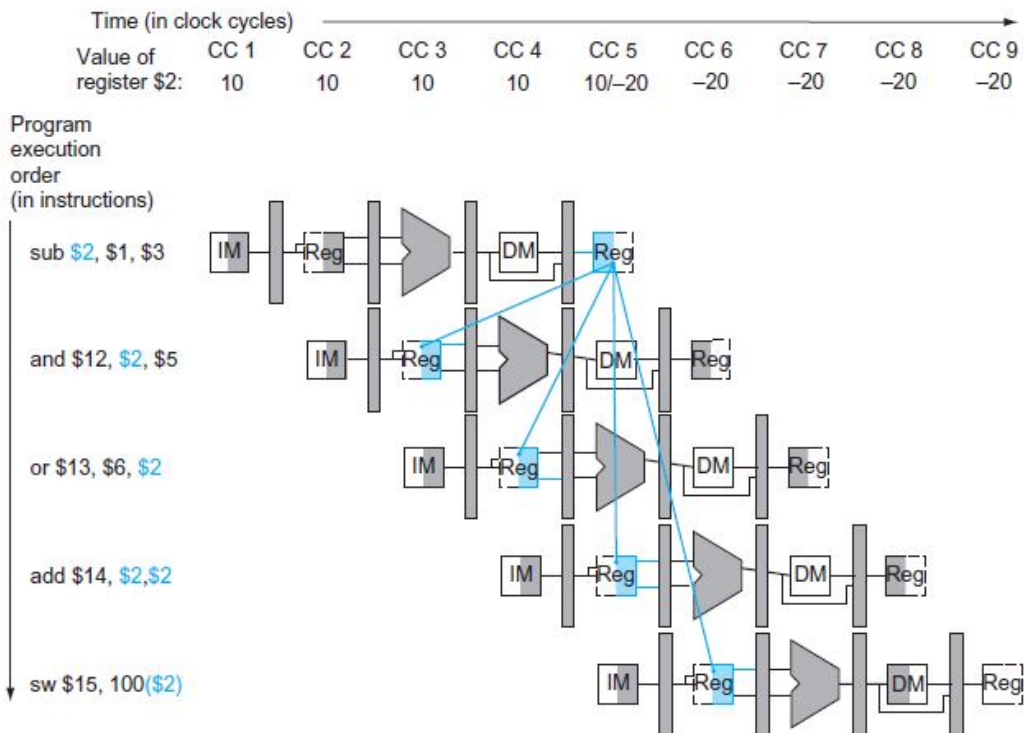 Time (in clock cycles)
Value of register $2:
CC 1 CC 2 CC 3 CC 4 CC 5 CC 6 CC 7 CC 8 CC 9
10 10 10 10 10/–20 –20 –20 –20 –20
Program
execution
order
(in instructions)
sub $2, $1, $3
IM Reg DM Reg
and $12, $2, $5
IM Reg DM Reg
or $13, $6, $2
IM Reg DM Reg
add $14, $2,$2
IM Reg DM Reg
sw $15, 100($2)
IM Reg DM Reg